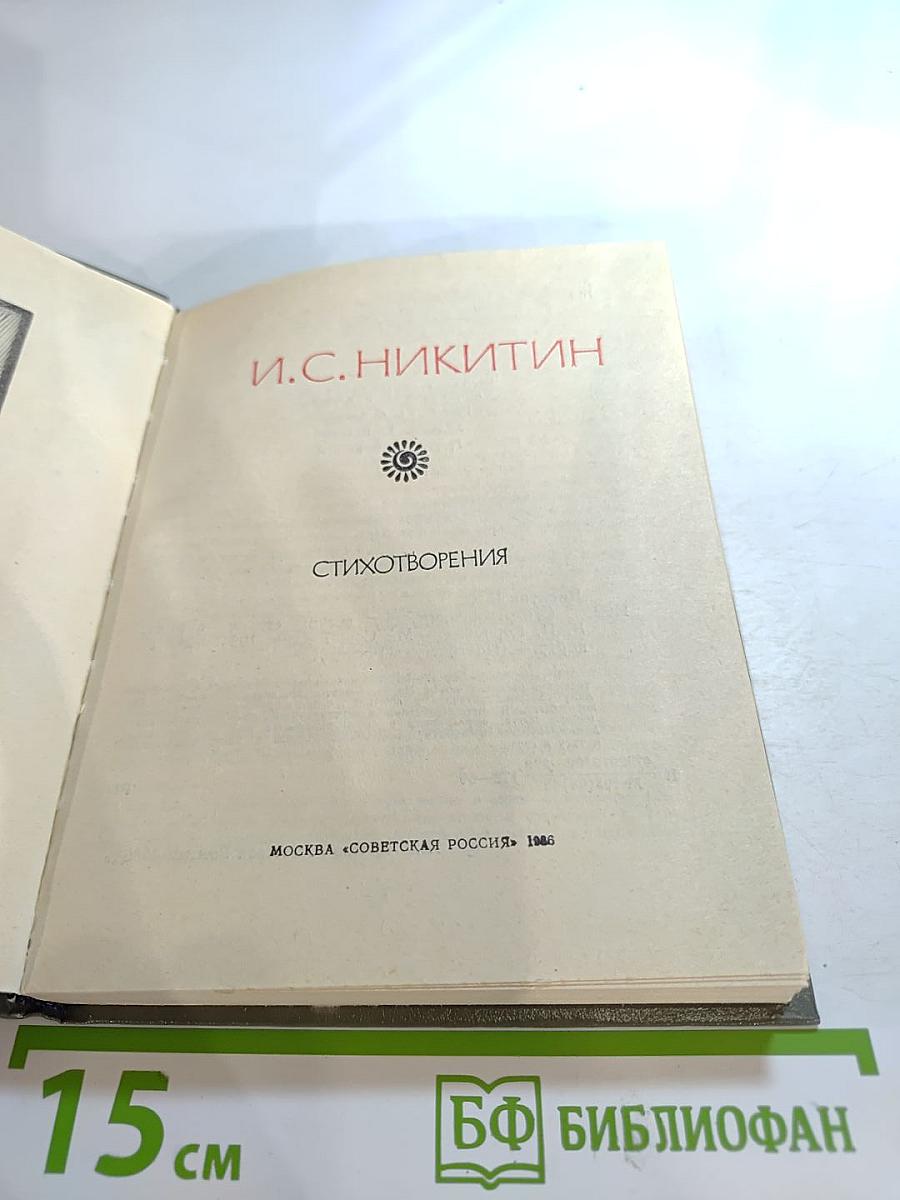 И. С. НИКИТИН
СТИХОТВОРЕНИЯ
МОСКВА «СОВЕТСКАЯ РОССИЯ» 1986
15 см
БФ БИБЛИОФАН